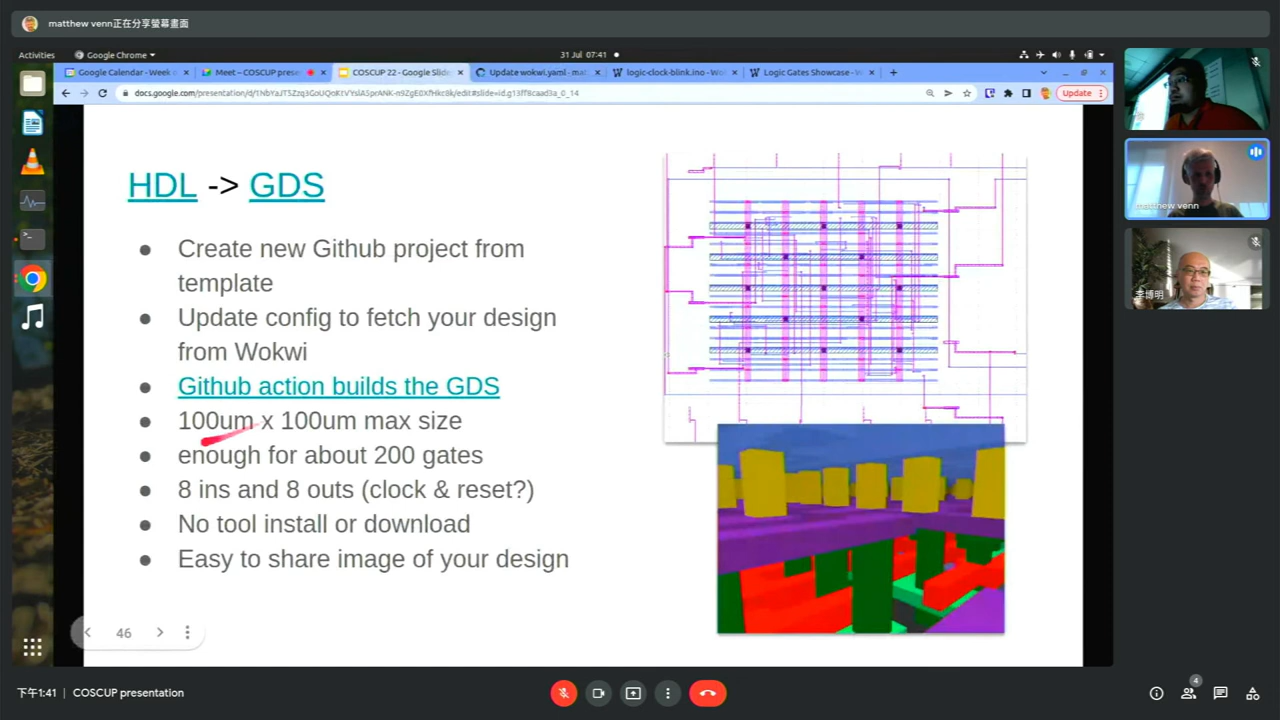 matthew venn正在分享螢幕畫面
Activities
Google Chrome
31 Jul 07:41
Google Calendar - Week o
Meet – COSCUP prese
COSCUP 22 - Google Slide
Update wokwi.yaml · mat
logic-clock-blink.ino - Wo
Logic Gates Showcase - W
Update
HDL -> GDS
Create new Github project from
template
Update config to fetch your design
from Wokwi
Github action builds the GDS
100um x 100um max size
enough for about 200 gates
8 ins and 8 outs (clock & reset?)
No tool install or download
Easy to share image of your design
46
matthew venn
李博明
下午1:41 | COSCUP presentation
4